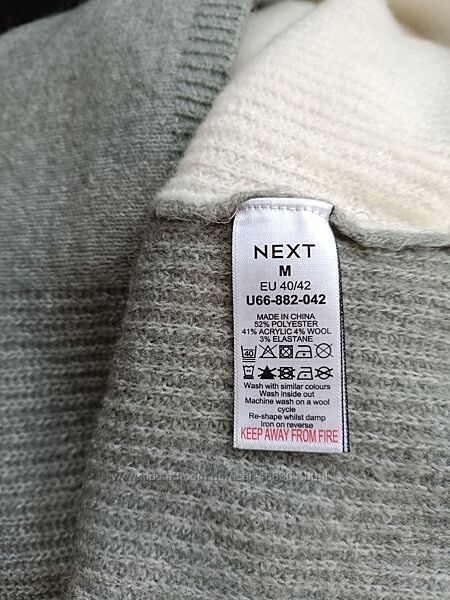 NEXT
M
EU 40/42
U66-882-042
MADE IN CHINA
52% POLYESTER
41% ACRYLIC 4% WOOL
3% ELASTANE
40
Wash with similar colours
Wash inside out
Machine wash on a wool
cycle
Re-shape whilst damp
Iron on reverse
KEEP AWAY FROM FIRE